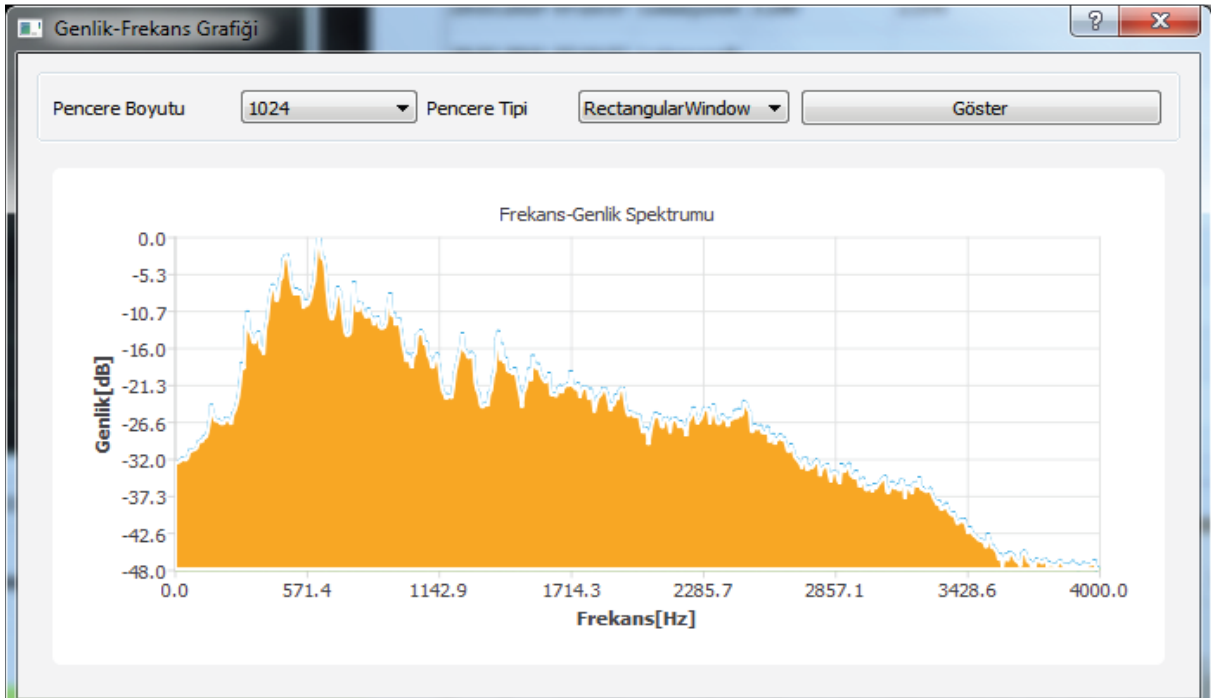 Genlik-Frekans Grafiği
Pencere Boyutu 1024 Pencere Tipi RectangularWindow Göster
Frekans-Genlik Spektrumu
0.0
-5.3
-10.7
-16.0
-21.3
-26.6
-32.0
-37.3
-42.6
-48.0
Genlik[dB]
0.0 571.4 1142.9 1714.3 2285.7 2857.1 3428.6 4000.0
Frekans[Hz]